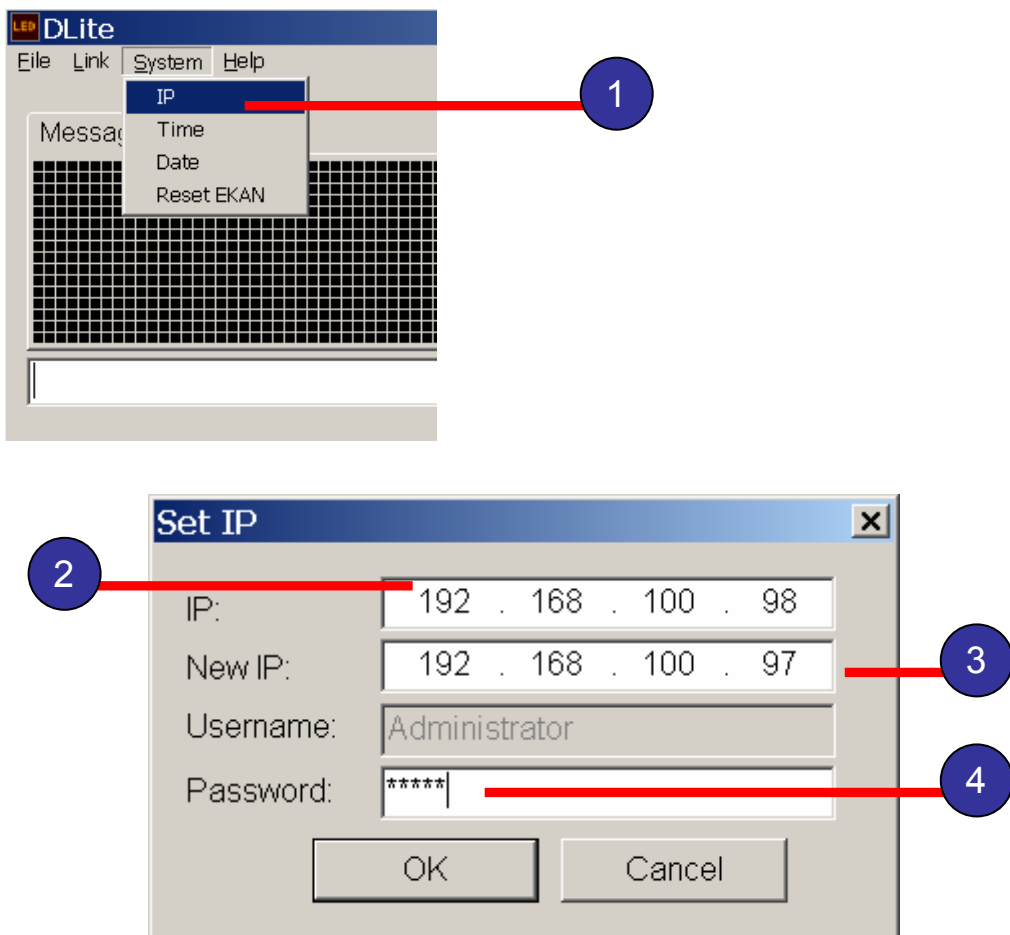 LED DLite
File Link System Help
IP
1
Messag
Time
Date
Reset EKAN
Set IP
2
IP: 192 . 168 . 100 . 98
New IP: 192 . 168 . 100 . 97
3
Username: Administrator
Password: *****
4
OK Cancel